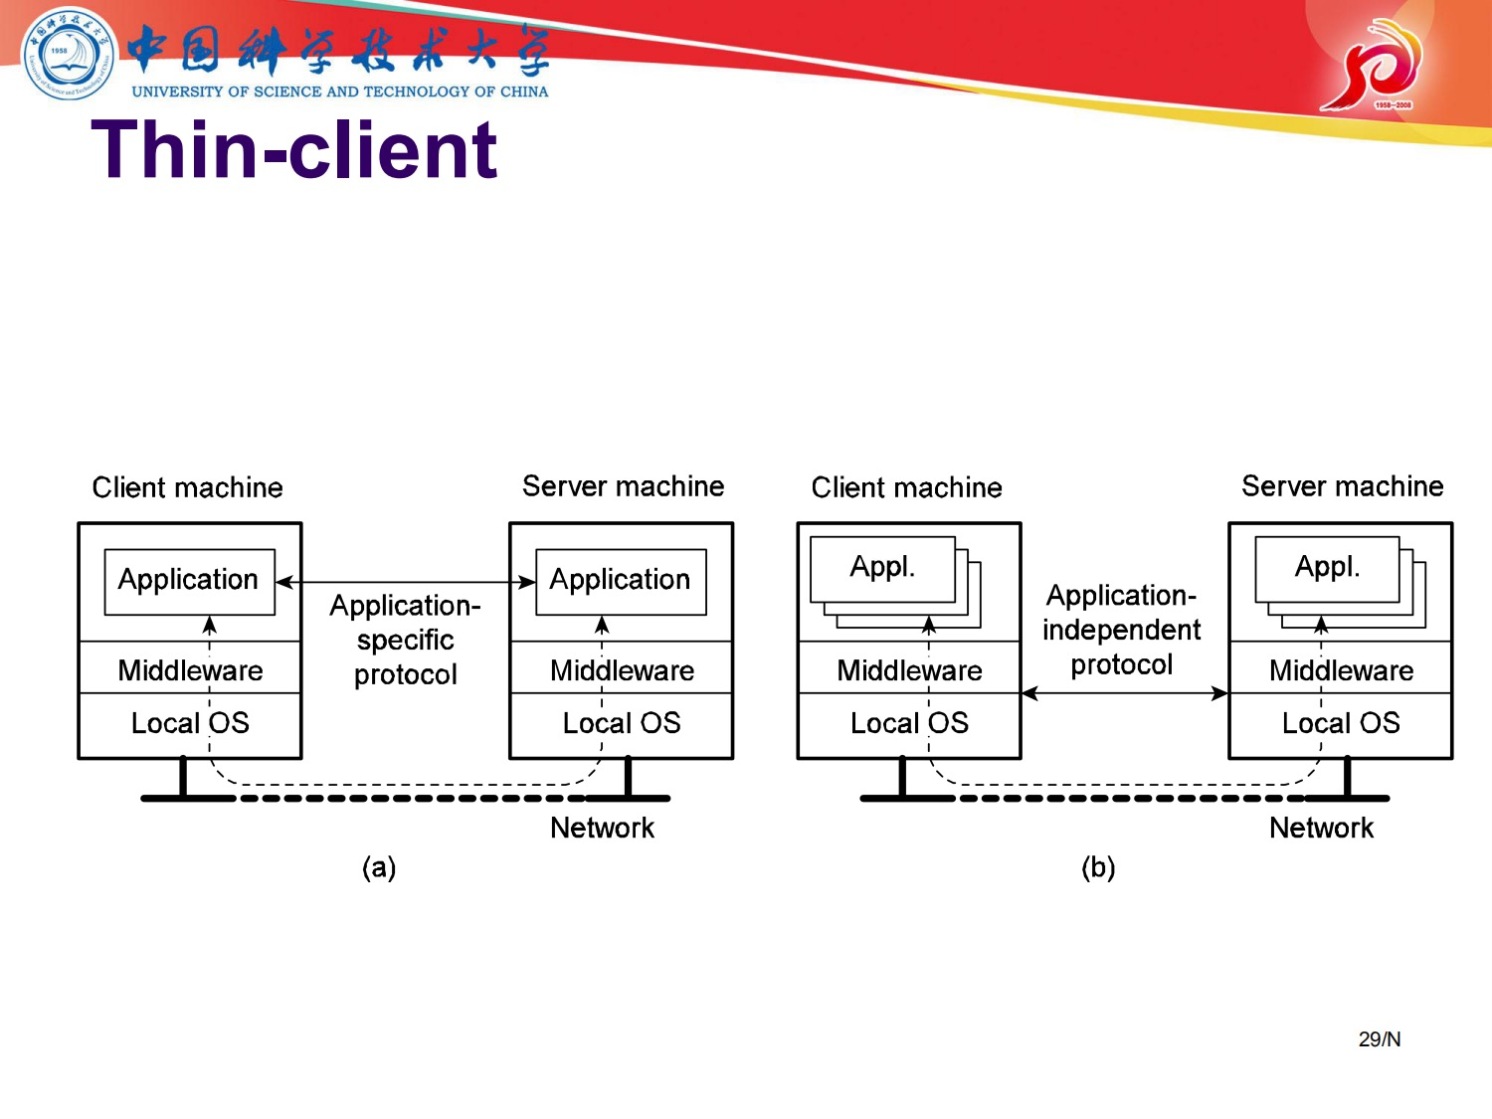 中国科学技术大学
UNIVERSITY OF SCIENCE AND TECHNOLOGY OF CHINA
1958
1958-2008
Thin-client
Client machine
Server machine
Application
Application
Application-
specific
protocol
Middleware
Middleware
Local OS
Local OS
Network
(a)
Client machine
Server machine
Appl.
Appl.
Application-
independent
protocol
Middleware
Middleware
Local OS
Local OS
Network
(b)
29/N